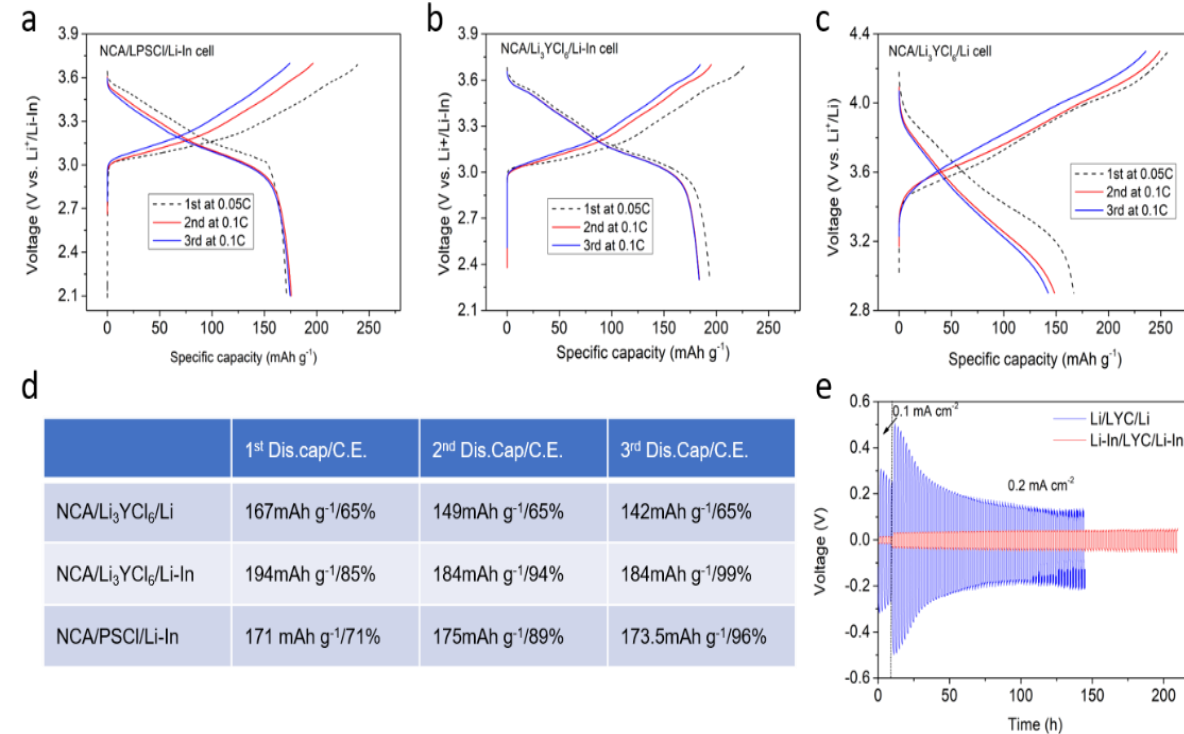 a
NCA/LPSCl/Li-In cell
Voltage (V vs. Li⁺/Li-In)
3.9
3.6
3.3
3.0
2.7
2.4
2.1
1st at 0.05C
2nd at 0.1C
3rd at 0.1C
0 50 100 150 200 250
Specific capacity (mAh g⁻¹)
b
NCA/Li₃YCl₆/Li-In cell
Voltage (V vs. Li+/Li-In)
3.9
3.6
3.3
3.0
2.7
2.4
2.1
1st at 0.05C
2nd at 0.1C
3rd at 0.1C
0 50 100 150 200 250
Specific capacity (mAh g⁻¹)
c
NCA/Li₃YCl₆/Li cell
Voltage (V vs. Li⁺/Li)
4.4
4.0
3.6
3.2
2.8
1st at 0.05C
2nd at 0.1C
3rd at 0.1C
0 50 100 150 200 250
Specific capacity (mAh g⁻¹)
d
1ˢᵗ Dis.cap/C.E. 2ⁿᵈ Dis.Cap/C.E. 3ʳᵈ Dis.Cap/C.E.
NCA/Li₃YCl₆/Li 167mAh g⁻¹/65% 149mAh g⁻¹/65% 142mAh g⁻¹/65%
NCA/Li₃YCl₆/Li-In 194mAh g⁻¹/85% 184mAh g⁻¹/94% 184mAh g⁻¹/99%
NCA/PSCl/Li-In 171 mAh g⁻¹/71% 175mAh g⁻¹/89% 173.5mAh g⁻¹/96%
e
Voltage (V)
0.6
0.4
0.2
0.0
-0.2
-0.4
-0.6
0.1 mA cm⁻²
Li/LYC/Li
Li-In/LYC/Li-In
0.2 mA cm⁻²
0 50 100 150 200
Time (h)